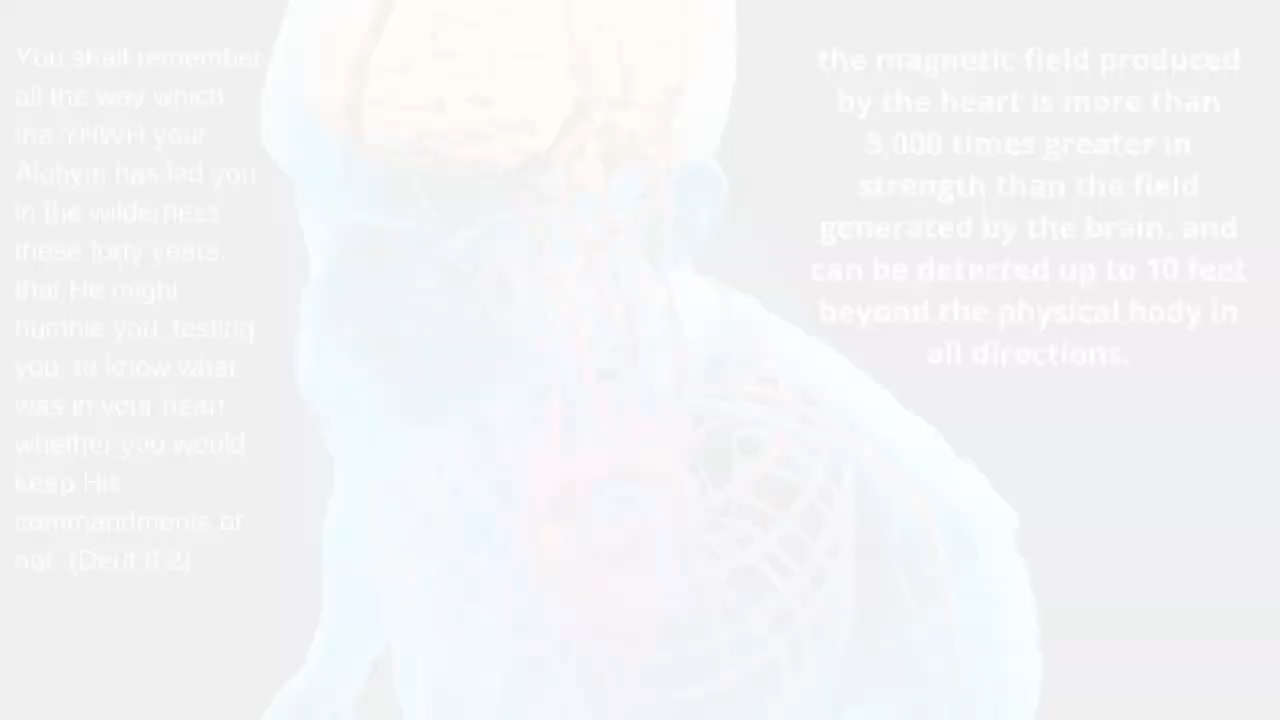 You shall remember
all the way which
the YHWH your
Alohym has led you
in the wilderness
these forty years,
that He might
humble you, testing
you, to know what
was in your heart
whether you would
keep His
commandments or
not. (Deut 8:2)
the magnetic field produced
by the heart is more than
5,000 times greater in
strength than the field
generated by the brain, and
can be detected up to 10 feet
beyond the physical body in
all directions.